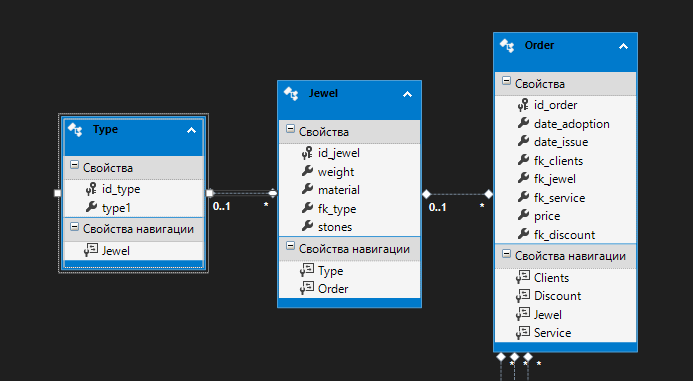 Type
Свойства
id_type
type1
Свойства навигации
Jewel
0..1
*
Jewel
Свойства
id_jewel
weight
material
fk_type
stones
Свойства навигации
Type
Order
0..1
*
Order
Свойства
id_order
date_adoption
date_issue
fk_clients
fk_jewel
fk_service
price
fk_discount
Свойства навигации
Clients
Discount
Jewel
Service
* * *